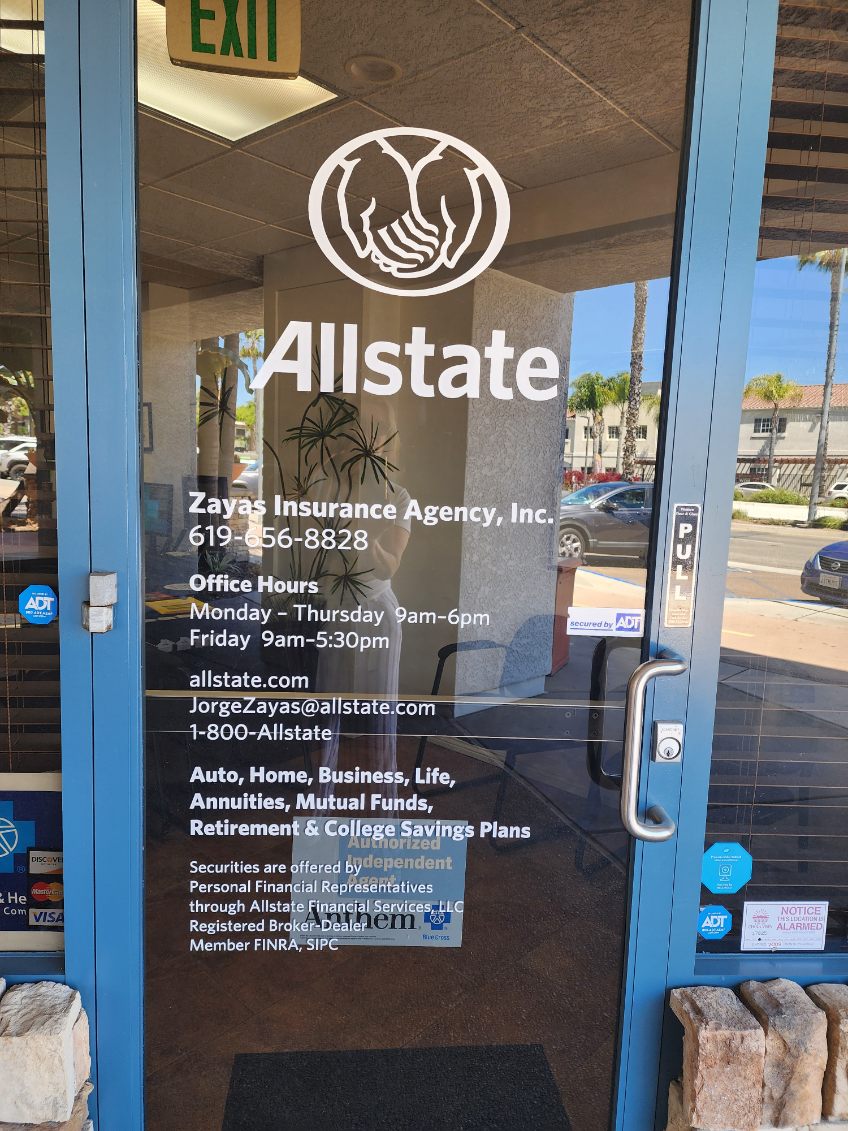 EXIT
Allstate
Zayas Insurance Agency, Inc.
619-656-8828
Office Hours
Monday – Thursday 9am–6pm
Friday 9am–5:30pm
allstate.com
JorgeZayas@allstate.com
1-800-Allstate
Auto, Home, Business, Life,
Annuities, Mutual Funds,
Retirement & College Savings Plans
Securities are offered by
Personal Financial Representatives
through Allstate Financial Services, LLC
Registered Broker-Dealer
Member FINRA, SIPC
Authorized
Independent
Agent
Anthem
PULL
secured by ADT
ADT
DISCOVER
MasterCard
VISA
ADT
NOTICE
THIS LOCATION IS
ALARMED